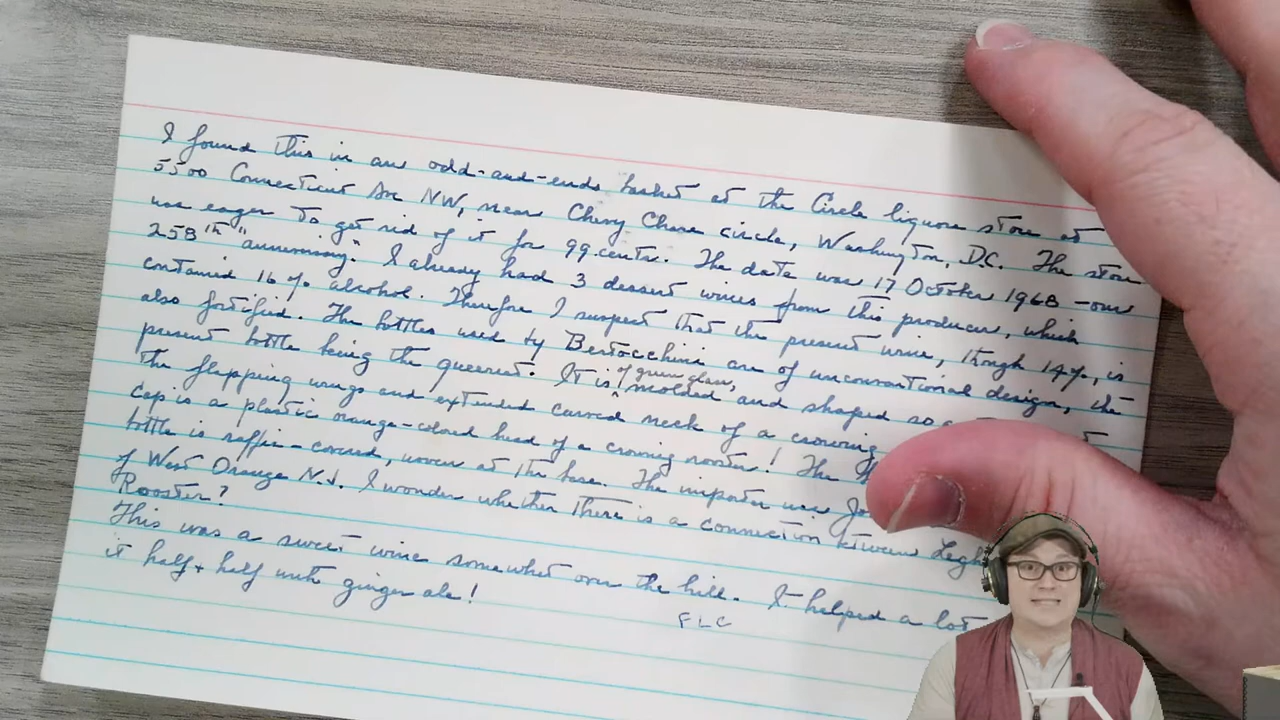 I found this in an odd-and-ends basket at the Circle liquor store at
5500 Connecticut Ave NW, near Chevy Chase circle, Washington, D.C. The store
was eager to get rid of it for 99 cents. The date was 17 October 1968 - our
258th "anniversary." I already had 3 dessert wines from this producer, which
contained 16% alcohol. Therefore I suspect that the present wine, though 14%, is
also fortified. The bottles used by Bertocchini are of unconventional design, the
present bottle being the queerest. It is of green glass, molded and shaped so
the flapping wings and extended curved neck of a crowing
Cap is a plastic orange-colored head of a crowing rooster! The
bottle is raffia-covered, woven at the base. The importer was
of West Orange N.J. I wonder whether there is a connection between
Rooster?
This was a sweet wine somewhat over the hill. It helped a lot
it half + half with ginger ale!
FLC